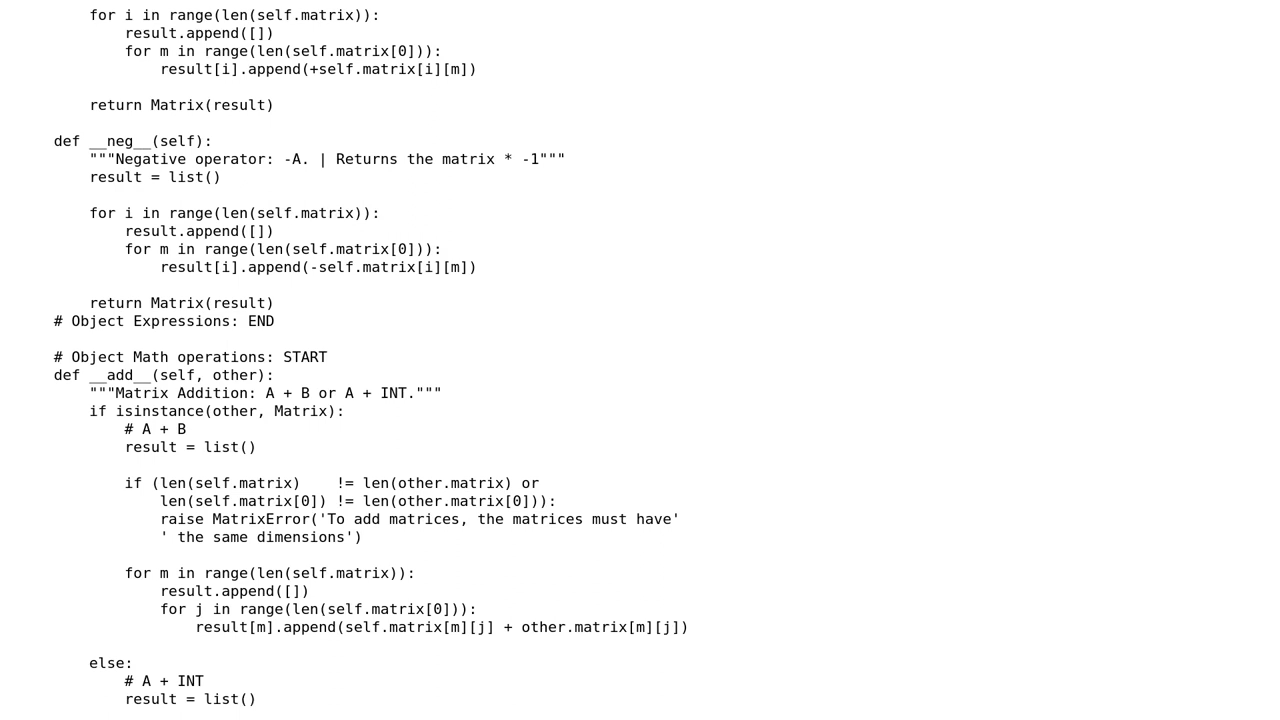 for i in range(len(self.matrix)):
        result.append([])
        for m in range(len(self.matrix[0])):
            result[i].append(+self.matrix[i][m])

    return Matrix(result)

def __neg__(self):
    """Negative operator: -A. | Returns the matrix * -1"""
    result = list()

    for i in range(len(self.matrix)):
        result.append([])
        for m in range(len(self.matrix[0])):
            result[i].append(-self.matrix[i][m])

    return Matrix(result)
# Object Expressions: END

# Object Math operations: START
def __add__(self, other):
    """Matrix Addition: A + B or A + INT."""
    if isinstance(other, Matrix):
        # A + B
        result = list()

        if (len(self.matrix)    != len(other.matrix) or
            len(self.matrix[0]) != len(other.matrix[0])):
            raise MatrixError('To add matrices, the matrices must have'
            ' the same dimensions')

        for m in range(len(self.matrix)):
            result.append([])
            for j in range(len(self.matrix[0])):
                result[m].append(self.matrix[m][j] + other.matrix[m][j])

    else:
        # A + INT
        result = list()